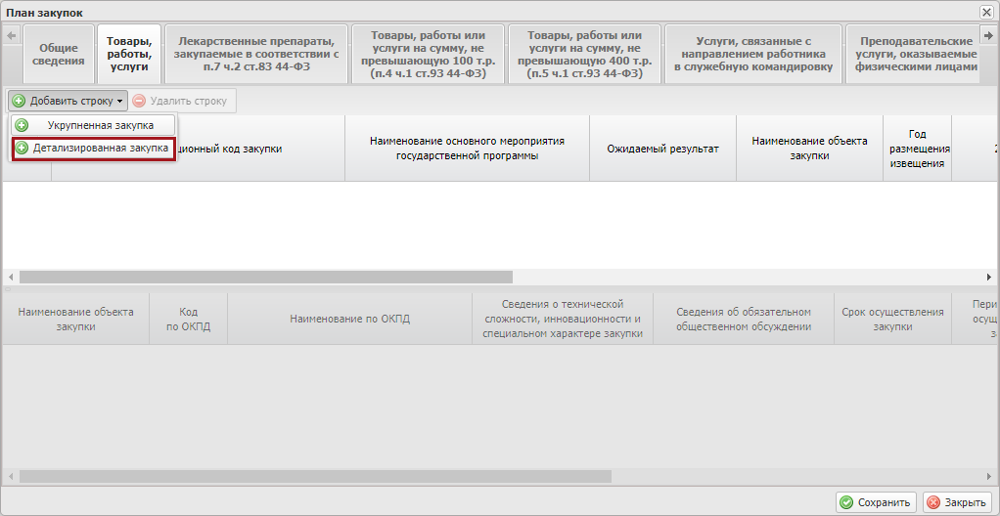 План закупок
Общие
сведения
Товары,
работы,
услуги
Лекарственные препараты,
закупаемые в соответствии с
п.7 ч.2 ст.83 44-ФЗ
Товары, работы или
услуги на сумму, не
превышающую 100 т.р.
(п.4 ч.1 ст.93 44-ФЗ)
Товары, работы или
услуги на сумму, не
превышающую 400 т.р.
(п.5 ч.1 ст.93 44-ФЗ)
Услуги, связанные с
направлением работника
в служебную командировку
Преподавательские
услуги, оказываемые
физическими лицами
Добавить строку
Удалить строку
Укрупненная закупка
Детализированная закупка
ционный код закупки
Наименование основного мероприятия
государственной программы
Ожидаемый результат
Наименование объекта
закупки
Год
размещения
извещения
2
Наименование объекта
закупки
Код
по ОКПД
Наименование по ОКПД
Сведения о технической
сложности, инновационности и
специальном характере закупки
Сведения об обязательном
общественном обсуждении
Срок осуществления
закупки
Пери
осущ
за
Сохранить
Закрыть